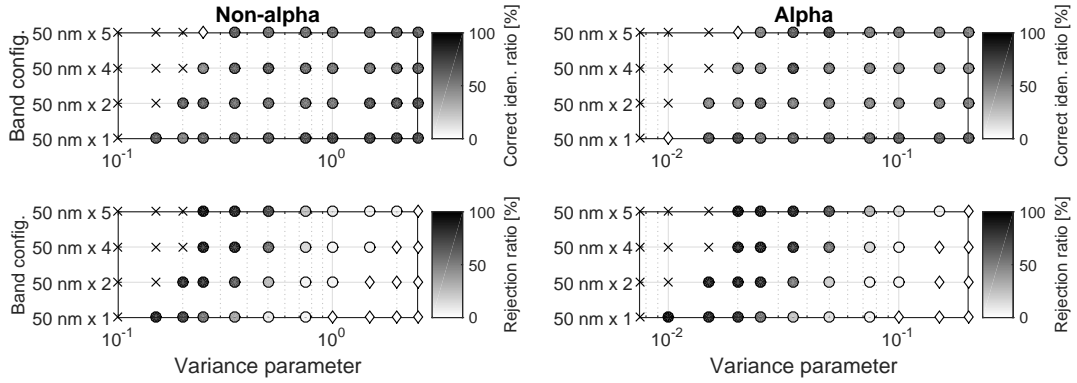 Non-alpha
Band config.
50 nm x 5
50 nm x 4
50 nm x 2
50 nm x 1
10-1
100
100
50
0
Correct iden. ratio [%]
Alpha
50 nm x 5
50 nm x 4
50 nm x 2
50 nm x 1
10-2
10-1
100
50
0
Correct iden. ratio [%]
Band config.
50 nm x 5
50 nm x 4
50 nm x 2
50 nm x 1
10-1
100
Variance parameter
100
50
0
Rejection ratio [%]
50 nm x 5
50 nm x 4
50 nm x 2
50 nm x 1
10-2
10-1
Variance parameter
100
50
0
Rejection ratio [%]